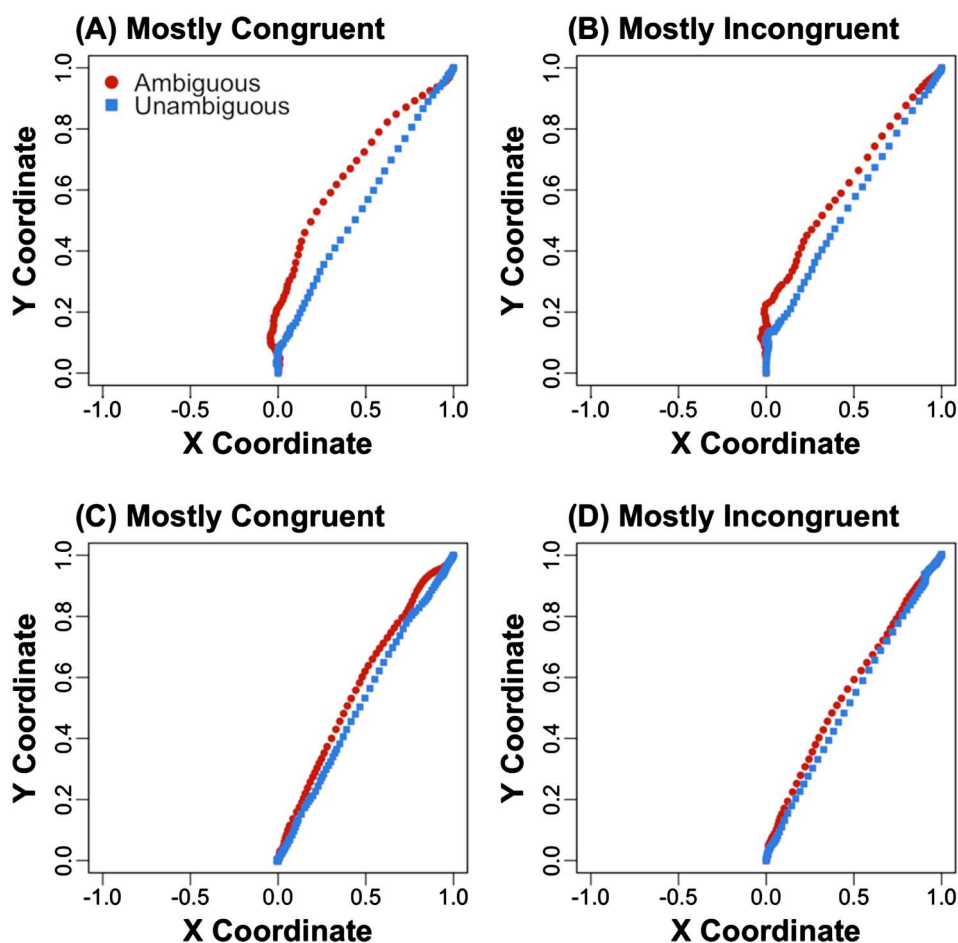 (A) Mostly Congruent
Ambiguous
Unambiguous
Y Coordinate
1.0
0.8
0.6
0.4
0.2
0.0
-1.0 -0.5 0.0 0.5 1.0
X Coordinate
(B) Mostly Incongruent
Y Coordinate
1.0
0.8
0.6
0.4
0.2
0.0
-1.0 -0.5 0.0 0.5 1.0
X Coordinate
(C) Mostly Congruent
Y Coordinate
1.0
0.8
0.6
0.4
0.2
0.0
-1.0 -0.5 0.0 0.5 1.0
X Coordinate
(D) Mostly Incongruent
Y Coordinate
1.0
0.8
0.6
0.4
0.2
0.0
-1.0 -0.5 0.0 0.5 1.0
X Coordinate